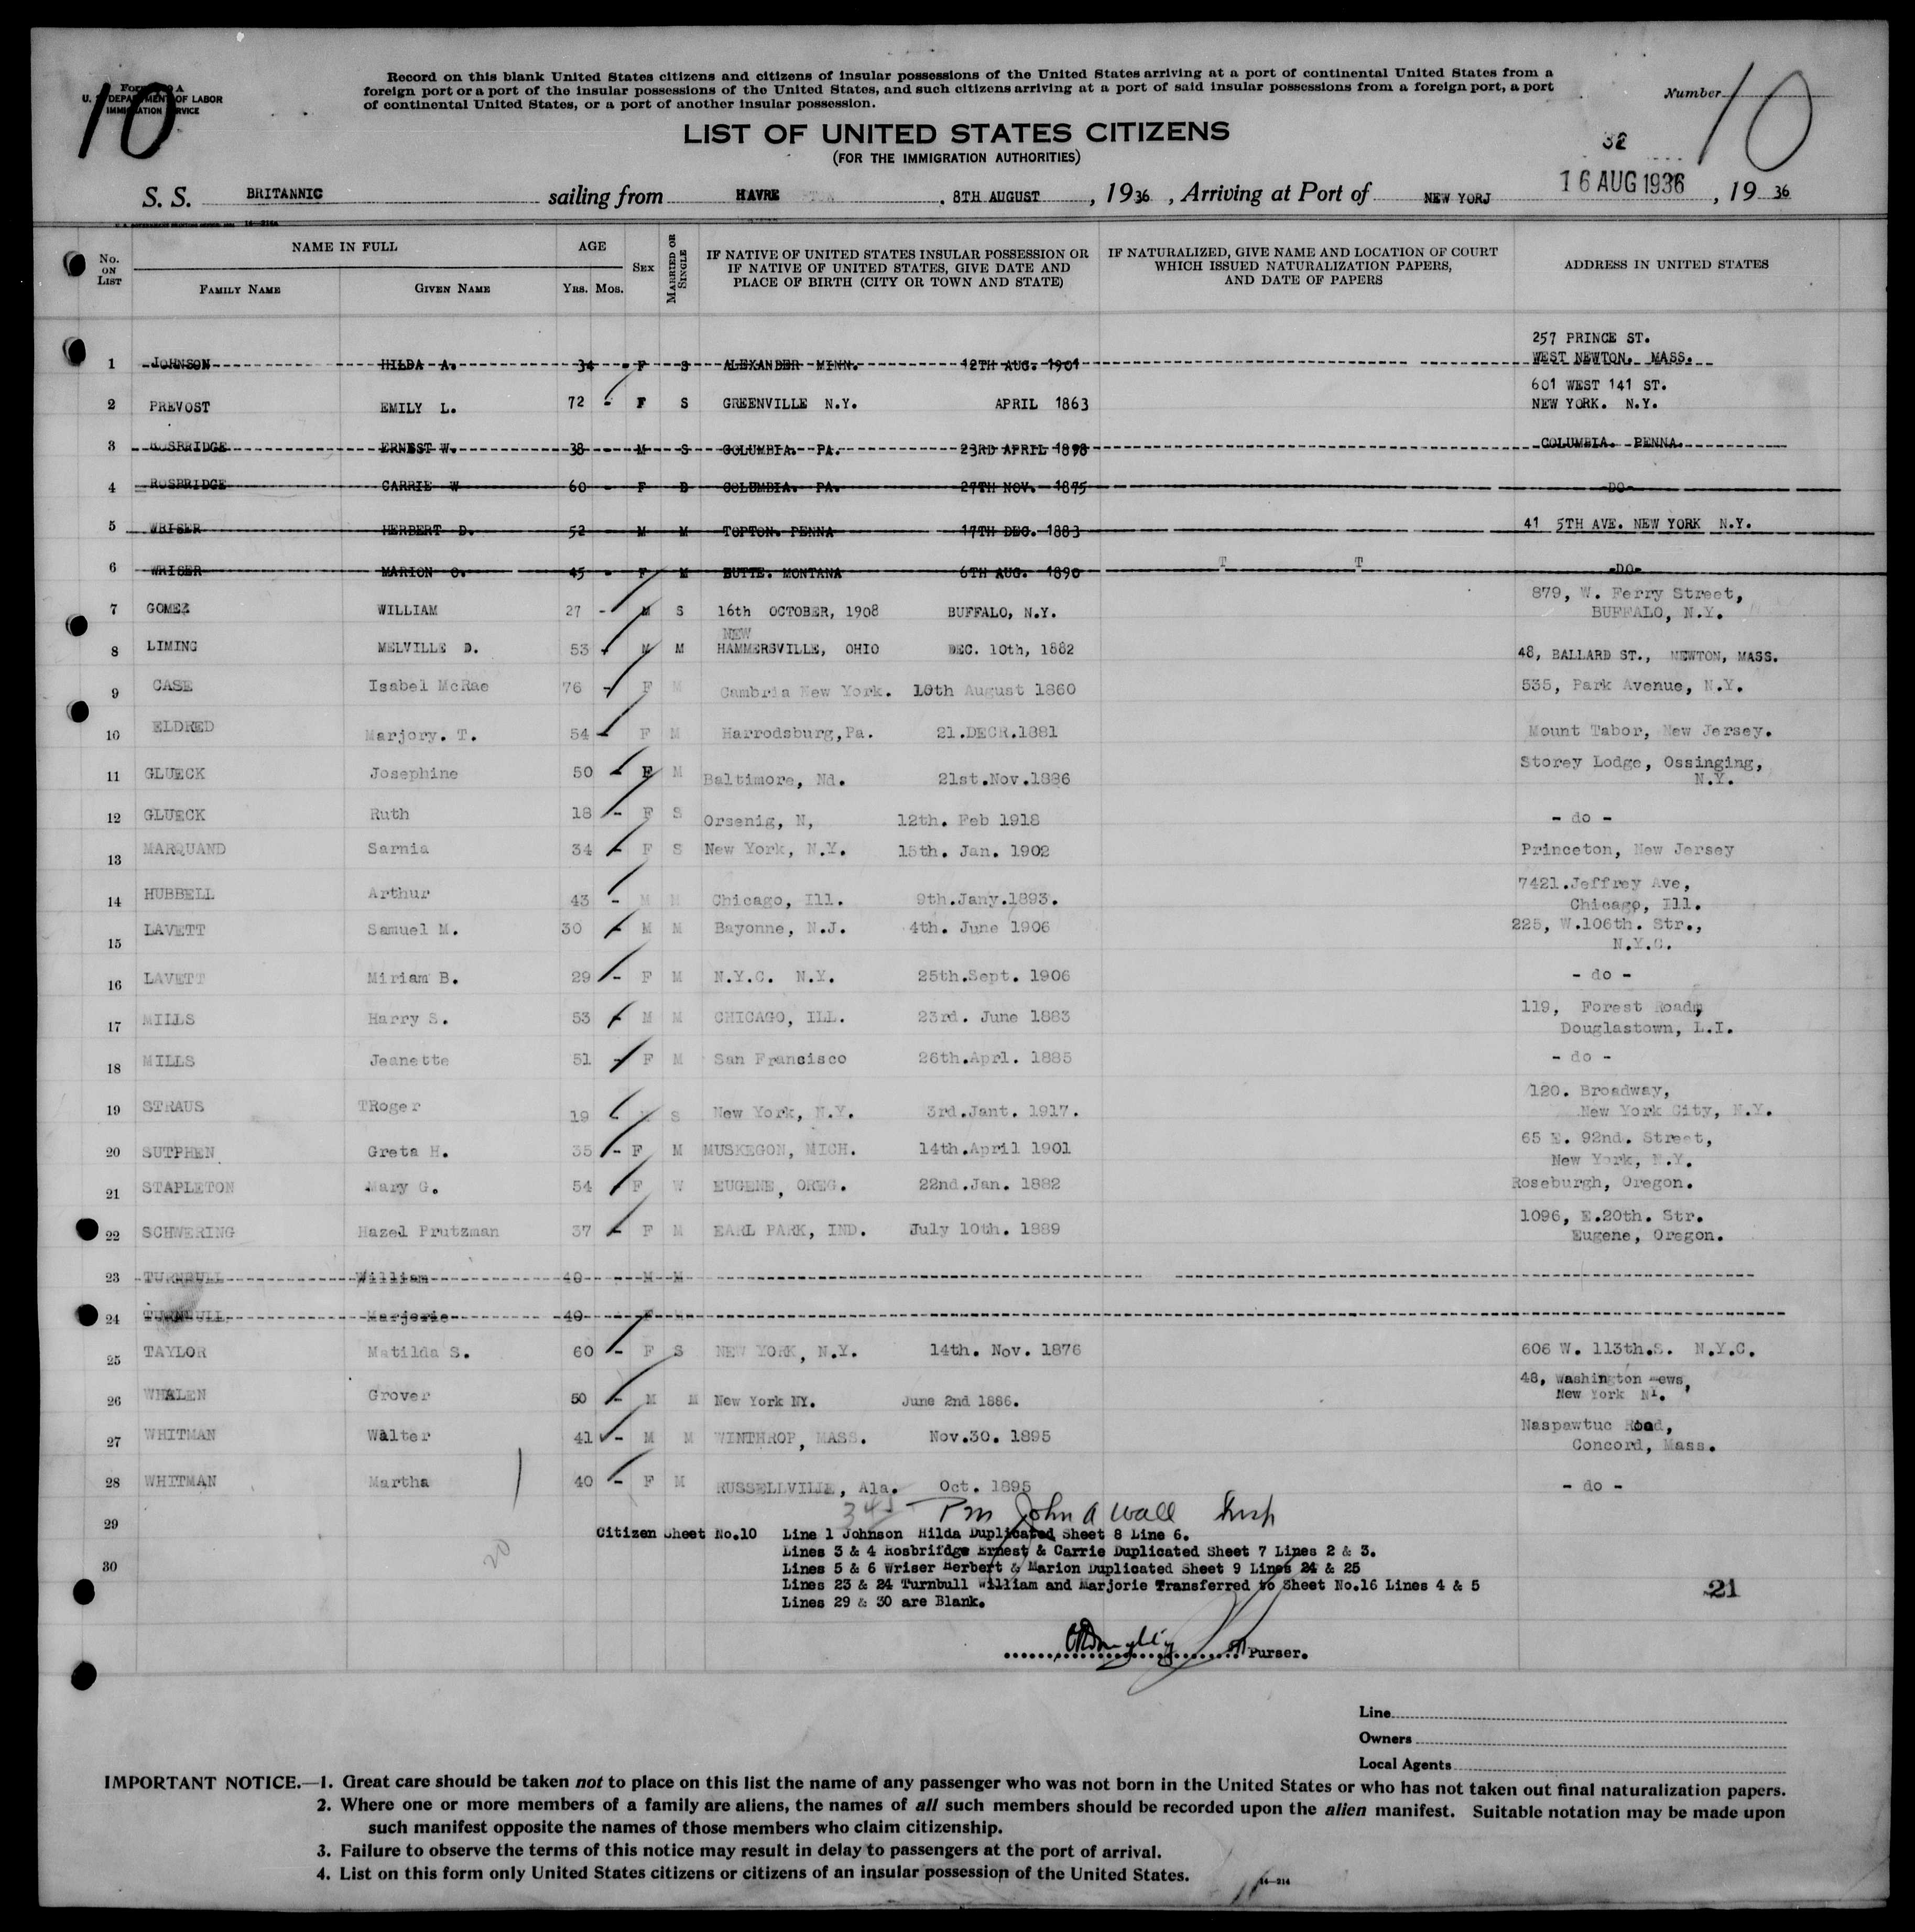 10
Form 630 A
U. S. DEPARTMENT OF LABOR
IMMIGRATION SERVICE
Record on this blank United States citizens and citizens of insular possessions of the United States arriving at a port of continental United States from a
foreign port or a port of the insular possessions of the United States, and such citizens arriving at a port of said insular possessions from a foreign port, a port
of continental United States, or a port of another insular possession.
Number 10
LIST OF UNITED STATES CITIZENS
(FOR THE IMMIGRATION AUTHORITIES)
32
S. S. BRITANNIC sailing from HAVRE , 8TH AUGUST , 1936 , Arriving at Port of NEW YORJ 16 AUG 1936 , 19 36
No. ON LIST NAME IN FULL FAMILY NAME GIVEN NAME AGE YRS. MOS. SEX MARRIED OR SINGLE IF NATIVE OF UNITED STATES INSULAR POSSESSION OR IF NATIVE OF UNITED STATES, GIVE DATE AND PLACE OF BIRTH (CITY OR TOWN AND STATE) IF NATURALIZED, GIVE NAME AND LOCATION OF COURT WHICH ISSUED NATURALIZATION PAPERS, AND DATE OF PAPERS ADDRESS IN UNITED STATES
257 PRINCE ST.
1 JOHNSON HILDA A. 34 - F S ALEXANDER MINN. 12TH AUG. 1901 WEST NEWTON. MASS.
601 WEST 141 ST.
2 PREVOST EMILY L. 72 - F S GREENVILLE N.Y. APRIL 1863 NEW YORK. N.Y.
3 ROSBRIDGE ERNEST W. 38 - M S COLUMBIA. PA. 23RD APRIL 1898 COLUMBIA. PENNA.
4 ROSBRIDGE CARRIE W 60 - F D COLUMBIA. PA. 27TH NOV. 1875 -DO-
5 WRISER HERBERT D. 52 - M M TOPTON. PENNA 17TH DEC. 1883 41 5TH AVE. NEW YORK N.Y.
6 WRISER MARION O. 45 - F M BUTTE. MONTANA 6TH AUG. 1890 T T -DO-
879, W. Ferry Street,
7 GOMEZ WILLIAM 27 - M S 16th OCTOBER, 1908 BUFFALO, N.Y. BUFFALO, N.Y.
NEW
8 LIMING MELVILLE D. 53 - M M HAMMERSVILLE, OHIO DEC. 10th, 1882 48, BALLARD ST., NEWTON, MASS.
9 CASE Isabel McRae 76 - F M Cambria New York. 10th August 1860 535, Park Avenue, N.Y.
10 ELDRED Marjory. T. 54 - F M Harrodsburg,Pa. 21.DECR.1881 Mount Tabor, New Jersey.
11 GLUECK Josephine 50 - F M Baltimore, Nd. 21st.Nov.1886 Storey Lodge, Ossinging,
N.Y.
12 GLUECK Ruth 18 - F S Orsenig, N, 12th. Feb 1918 - do -
13 MARQUAND Sarnia 34 - F S New York, N.Y. 15th. Jan. 1902 Princeton, New Jersey
7421.Jeffrey Ave,
14 HUBBELL Arthur 43 - M M Chicago, Ill. 9th.Jany.1893. Chicago, Ill.
15 LAVETT Samuel M. 30 - M M Bayonne, N.J. 4th. June 1906 225, W.106th. Str.,
N.Y.C.
16 LAVETT Miriam B. 29 - F M N.Y.C. N.Y. 25th.Sept. 1906 - do -
17 MILLS Harry S. 53 - M M CHICAGO, ILL. 23rd. June 1883 119, Forest Road,
Douglastown, L.I.
18 MILLS Jeanette 51 - F M San Francisco 26th.Aprl. 1885 - do -
120. Broadway,
19 STRAUS TRoger 19 - S New York, N.Y. 3rd.Jant. 1917. New York City, N.Y.
65 E. 92nd. Street,
20 SUTPHEN Greta H. 35 - F M MUSKEGON, MICH. 14th.April 1901 New York, N.Y.
21 STAPLETON Mary G. 54 - F W EUGENE, OREG. 22nd.Jan. 1882 Roseburgh, Oregon.
1096, E.20th. Str.
22 SCHWERING Hazel Prutzman 37 - F M EARL PARK, IND. July 10th. 1889 Eugene, Oregon.
23 TURNBULL William 40 - M M
24 TURNBULL Marjorie 40 - F
25 TAYLOR Matilda S. 60 - F S NEW YORK, N.Y. 14th. Nov. 1876 606 W. 113th.S. N.Y.C.
48, Washington Mews,
26 WHALEN Grover 50 - M M New York NY. June 2nd 1886. New York NY.
Naspawtuc Road,
27 WHITMAN Walter 41 - M M WINTHROP, MASS. Nov.30. 1895 Concord, Mass.
28 WHITMAN Martha 40 - F M RUSSELLVILLE, Ala. Oct. 1895 - do -
345 John A Wall Insp
29
Citizen Sheet No.10 Line 1 Johnson Hilda Duplicated Sheet 8 Line 6.
Lines 3 & 4 Rosbrifdge Ernest & Carrie Duplicated Sheet 7 Lines 2 & 3.
30 Lines 5 & 6 Wriser Herbert & Marion Duplicated Sheet 9 Lines 24 & 25
20
Lines 23 & 24 Turnbull William and Marjorie Transferred to Sheet No.16 Lines 4 & 5
21
Lines 29 & 30 are Blank.
Purser.
Line
Owners
Local Agents
IMPORTANT NOTICE.—1. Great care should be taken not to place on this list the name of any passenger who was not born in the United States or who has not taken out final naturalization papers.
2. Where one or more members of a family are aliens, the names of all such members should be recorded upon the alien manifest. Suitable notation may be made upon
such manifest opposite the names of those members who claim citizenship.
3. Failure to observe the terms of this notice may result in delay to passengers at the port of arrival.
4. List on this form only United States citizens or citizens of an insular possession of the United States.
14—214